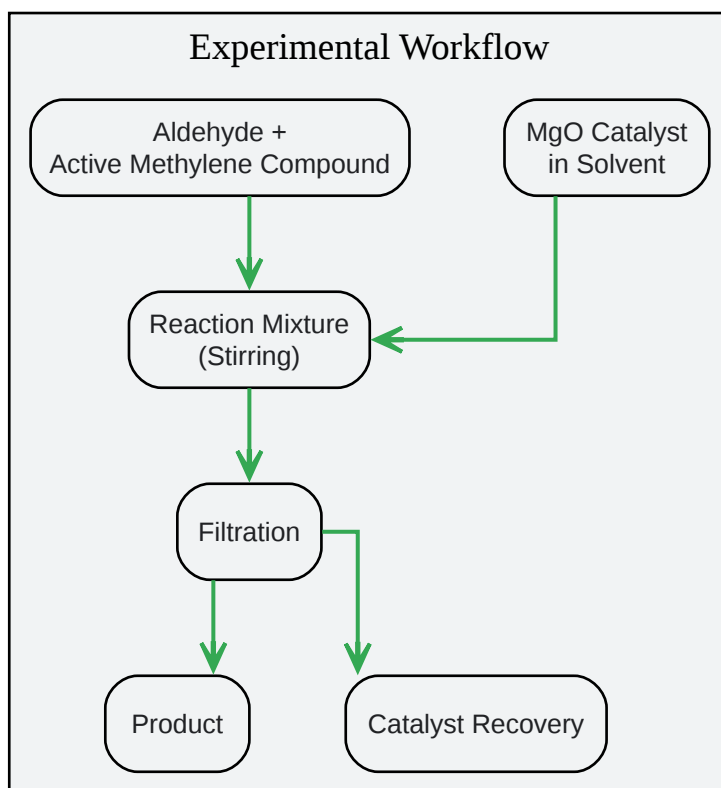 Experimental Workflow
Aldehyde +
Active Methylene Compound
MgO Catalyst
in Solvent
Reaction Mixture
(Stirring)
Filtration
Product
Catalyst Recovery